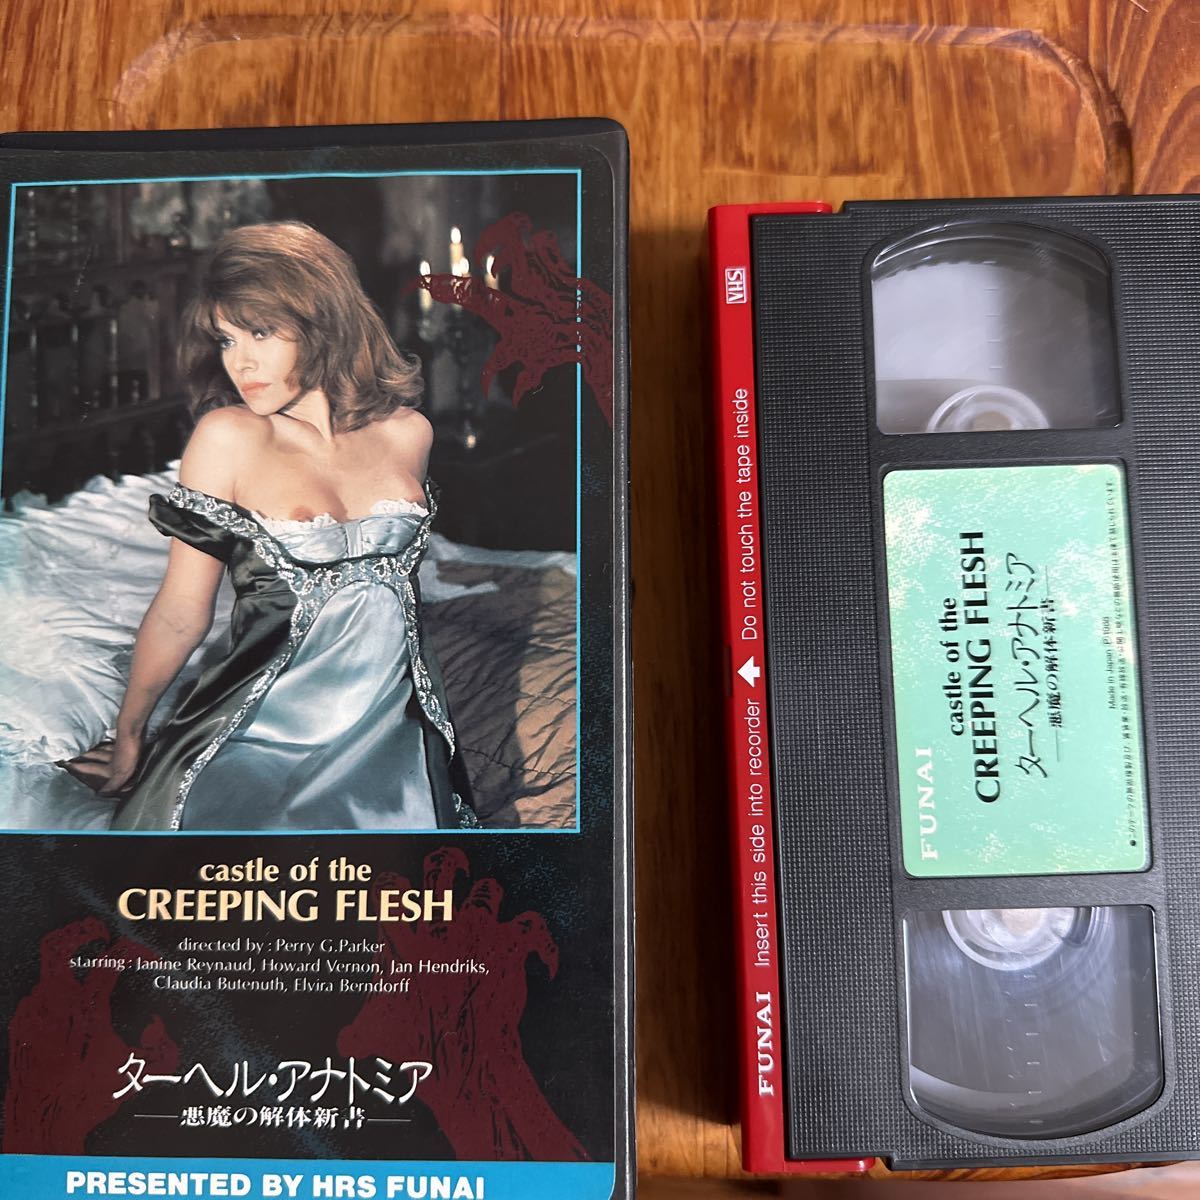 castle of the
CREEPING FLESH
directed by : Perry G.Parker
starring : Janine Reynaud, Howard Vernon, Jan Hendriks,
Claudia Butenuth, Elvira Berndorff
ターヘル・アナトミア
悪魔の解体新書
PRESENTED BY HRS FUNAI
VHS
FUNAI Insert this side into recorder Do not touch the tape inside
FUNAI
castle of the
CREEPING FLESH
ターヘル・アナトミア
悪魔の解体新書
Made in Japan